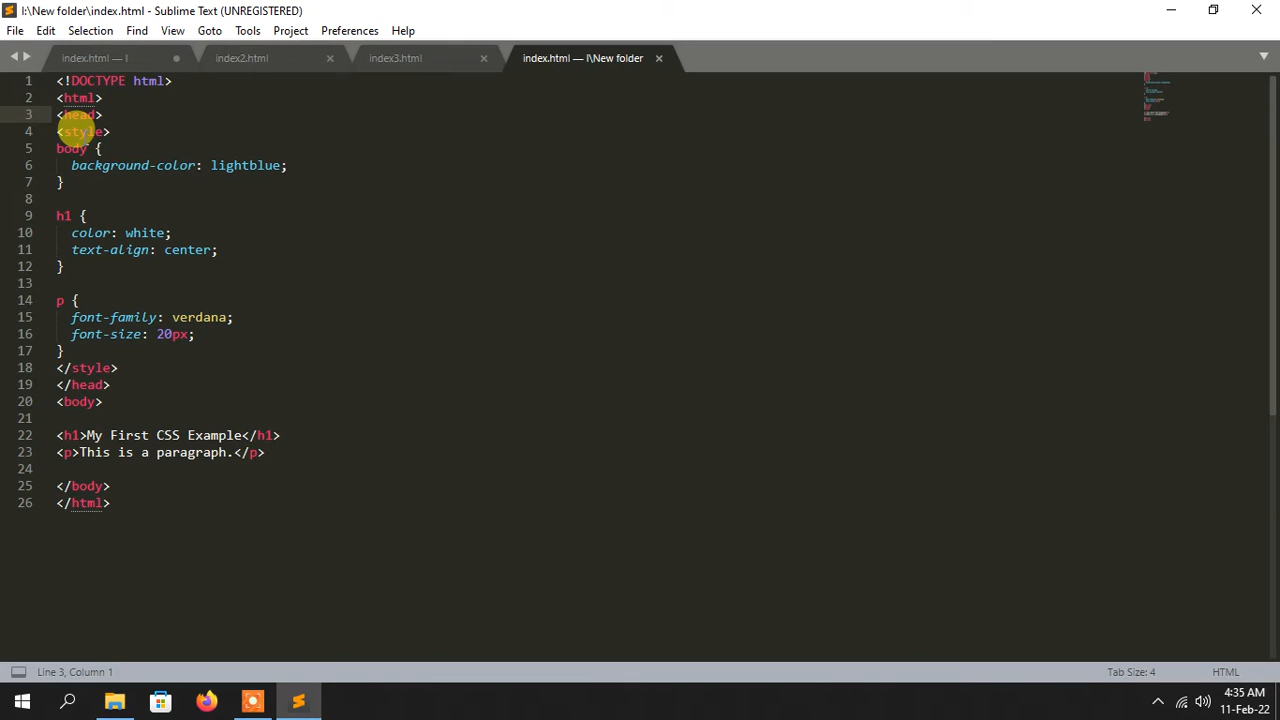 I:\New folder\index.html - Sublime Text (UNREGISTERED)
File Edit Selection Find View Goto Tools Project Preferences Help
index.html — I index2.html index3.html index.html — I\New folder
1 <!DOCTYPE html>
2 <html>
3 <head>
4 <style>
5 body {
6 background-color: lightblue;
7 }
8
9 h1 {
10 color: white;
11 text-align: center;
12 }
13
14 p {
15 font-family: verdana;
16 font-size: 20px;
17 }
18 </style>
19 </head>
20 <body>
21
22 <h1>My First CSS Example</h1>
23 <p>This is a paragraph.</p>
24
25 </body>
26 </html>
Line 3, Column 1 Tab Size: 4 HTML
4:35 AM
11-Feb-22